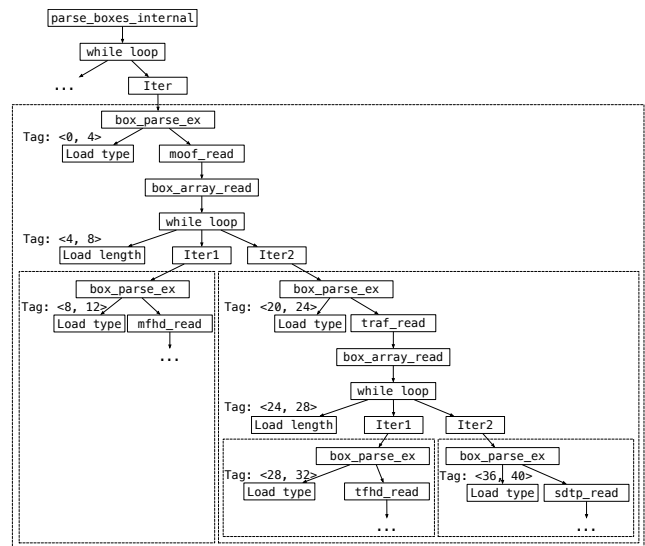 parse_boxes_internal
while loop
...
Iter
box_parse_ex
Tag: <0, 4>
Load type
moof_read
box_array_read
while loop
Tag: <4, 8>
Load length
Iter1
Iter2
box_parse_ex
box_parse_ex
Tag: <8, 12>
Tag: <20, 24>
Load type
mfhd_read
Load type
traf_read
...
box_array_read
while loop
Tag: <24, 28>
Load length
Iter1
Iter2
box_parse_ex
box_parse_ex
Tag: <28, 32>
Tag: <36, 40>
Load type
tfhd_read
Load type
sdtp_read
...
...